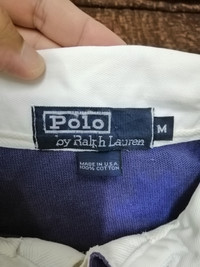 Polo
by Ralph Lauren
M
MADE IN U.S.A.
100% COTTON